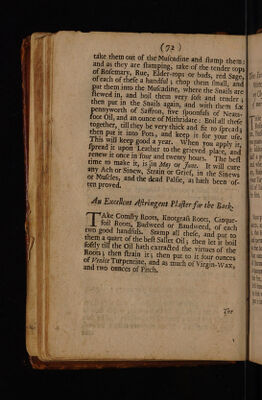 (72)
take them out of the Muscadine and stamp them:
and as they are stamping, take of the tender tops
of Rosemary, Rue, Elder-tops or buds, red Sage,
of each of these a handful; chop them small, and
put them into the Muscadine, where the Snails are
stewed in, and boil them very soft and tender;
then put in the Snails again, and with them six
pennyworth of Saffron, five spoonfuls of Neats-
foot Oil, and an ounce of Mithridate: Boil all these
together, till they be very thick and fit to spread;
then put it into Pots, and keep it for your use.
This will keep good a year. When you apply it,
spread it upon Leather to the grieved place, and
renew it once in four and twenty hours. The best
time to make it, is in May or June. It will cure
any Ach or Sinew, Strain or Grief, in the Sinews
or Muscles, and the dead Palsie, as hath been of-
ten proved.
An Excellent Astringent Plaster for the Back.
TAke Comfry Roots, Knotgrass Roots, Cinque-
foil Roots, Budweed or Baudweed, of each
two good handfuls. Stamp all these, and put to
them a quart of the best Sallet Oil; then let it boil
softly till the Oil hath extracted the virtues of the
Roots; then strain it; then put to it four ounces
of Venice Turpentine, and as much of Virgin-Wax,
and two ounces of Pitch.